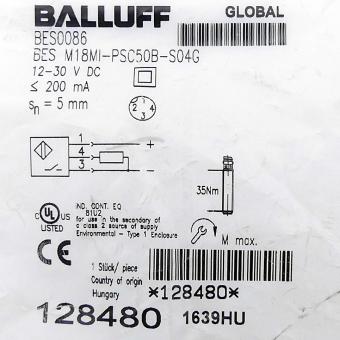 BALLUFF
GLOBAL
BES0086
BES M18MI-PSC50B-S04G
12-30 V DC
≤ 200 mA
sn = 5 mm
1 +
4
3 −
35Nm
IND. CONT. EQ
81U2
for use in the secondary of
a class 2 source of supply
Environmental - Type 1 Enclosure
C UL US
LISTED
M max.
1 Stück/ piece
Country of origin
Hungary
*128480*
128480
1639HU